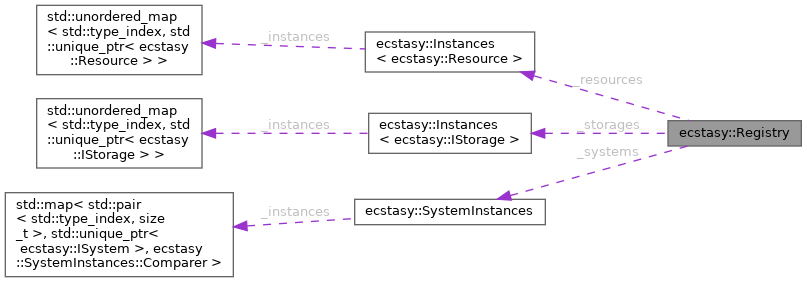 std::unordered_map
< std::type_index, std
::unique_ptr< ecstasy
::Resource > >
_instances
ecstasy::Instances
< ecstasy::Resource >
_resources
std::unordered_map
< std::type_index, std
::unique_ptr< ecstasy
::IStorage > >
_instances
ecstasy::Instances
< ecstasy::IStorage >
_storages
ecstasy::Registry
_systems
std::map< std::pair
< std::type_index, size
_t >, std::unique_ptr<
ecstasy::ISystem >, ecstasy
::SystemInstances::Comparer >
_instances
ecstasy::SystemInstances